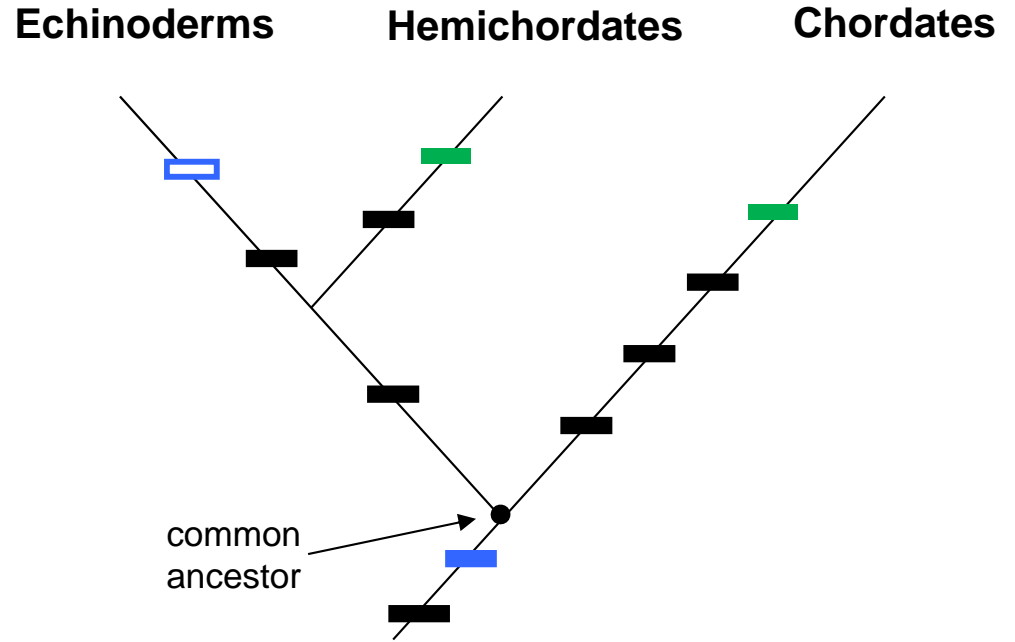 Echinoderms
Hemichordates
Chordates
common
ancestor